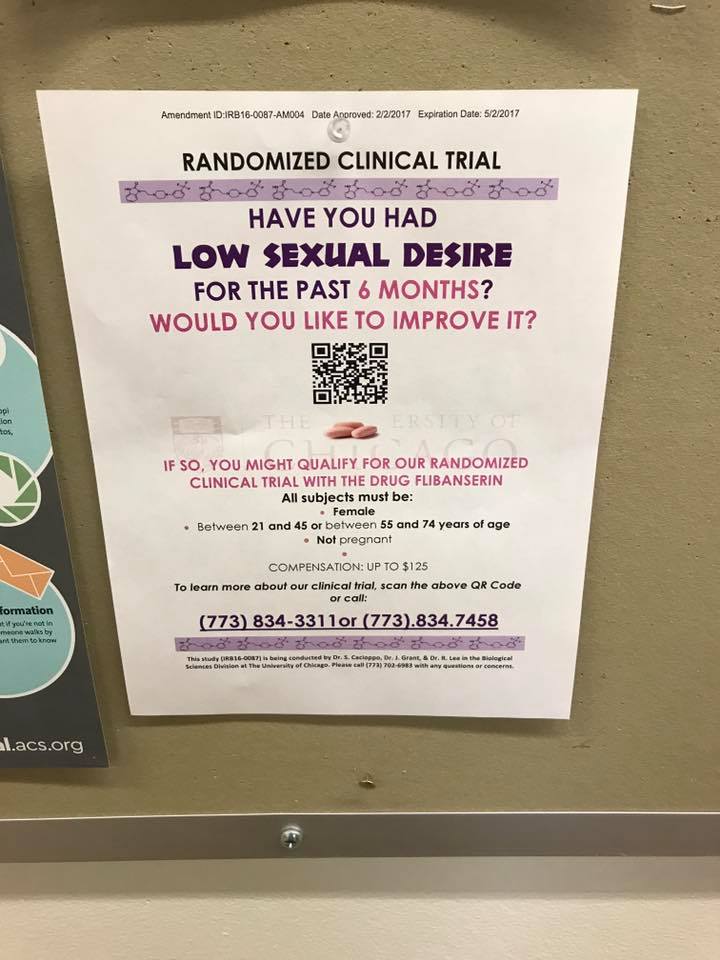 Amendment ID:IRB16-0087-AM004 Date Approved: 2/2/2017 Expiration Date: 5/2/2017
RANDOMIZED CLINICAL TRIAL
HAVE YOU HAD
LOW SEXUAL DESIRE
FOR THE PAST 6 MONTHS?
WOULD YOU LIKE TO IMPROVE IT?
THE ERSITY OF
CHICAGO
IF SO, YOU MIGHT QUALIFY FOR OUR RANDOMIZED
CLINICAL TRIAL WITH THE DRUG FLIBANSERIN
All subjects must be:
• Female
• Between 21 and 45 or between 55 and 74 years of age
• Not pregnant
•
COMPENSATION: UP TO $125
To learn more about our clinical trial, scan the above QR Code
or call:
(773) 834-3311or (773).834.7458
This study (IRB16-0087) is being conducted by Dr. S. Cacioppo, Dr. J. Grant, & Dr. R. Lee in the Biological
Sciences Division at The University of Chicago. Please call (773) 702-6983 with any questions or concerns.
opi
ion
tos,
formation
t if you're not in
meone walks by
ant them to know
al.acs.org